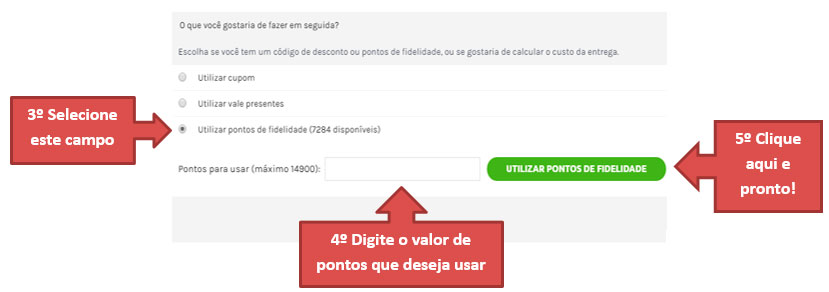 O que você gostaria de fazer em seguida?
Escolha se você tem um código de desconto ou pontos de fidelidade, ou se gostaria de calcular o custo da entrega.
Utilizar cupom
Utilizar vale presentes
3º Selecione
este campo
Utilizar pontos de fidelidade (7284 disponíveis)
Pontos para usar (máximo 14900):
UTILIZAR PONTOS DE FIDELIDADE
5º Clique
aqui e
pronto!
4º Digite o valor de
pontos que deseja usar